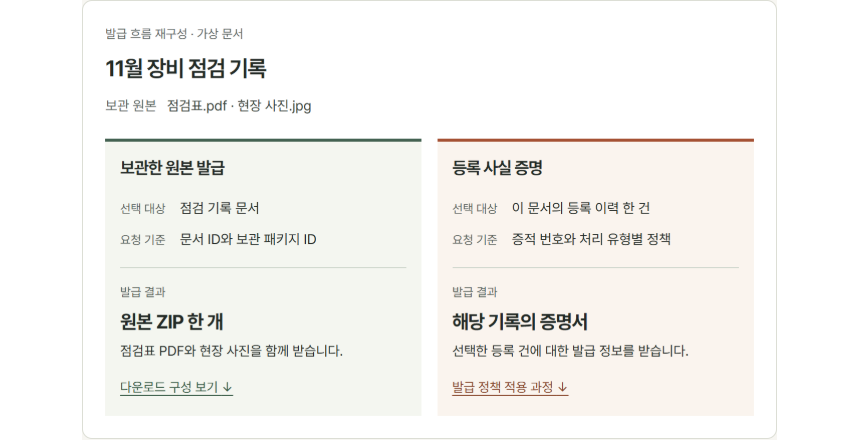 발급 흐름 재구성 · 가상 문서
11월 장비 점검 기록
보관 원본 점검표.pdf · 현장 사진.jpg
보관한 원본 발급
선택 대상 점검 기록 문서
요청 기준 문서 ID와 보관 패키지 ID
발급 결과
원본 ZIP 한 개
점검표 PDF와 현장 사진을 함께 받습니다.
다운로드 구성 보기 ↓
등록 사실 증명
선택 대상 이 문서의 등록 이력 한 건
요청 기준 증적 번호와 처리 유형별 정책
발급 결과
해당 기록의 증명서
선택한 등록 건에 대한 발급 정보를 받습니다.
발급 정책 적용 과정 ↓